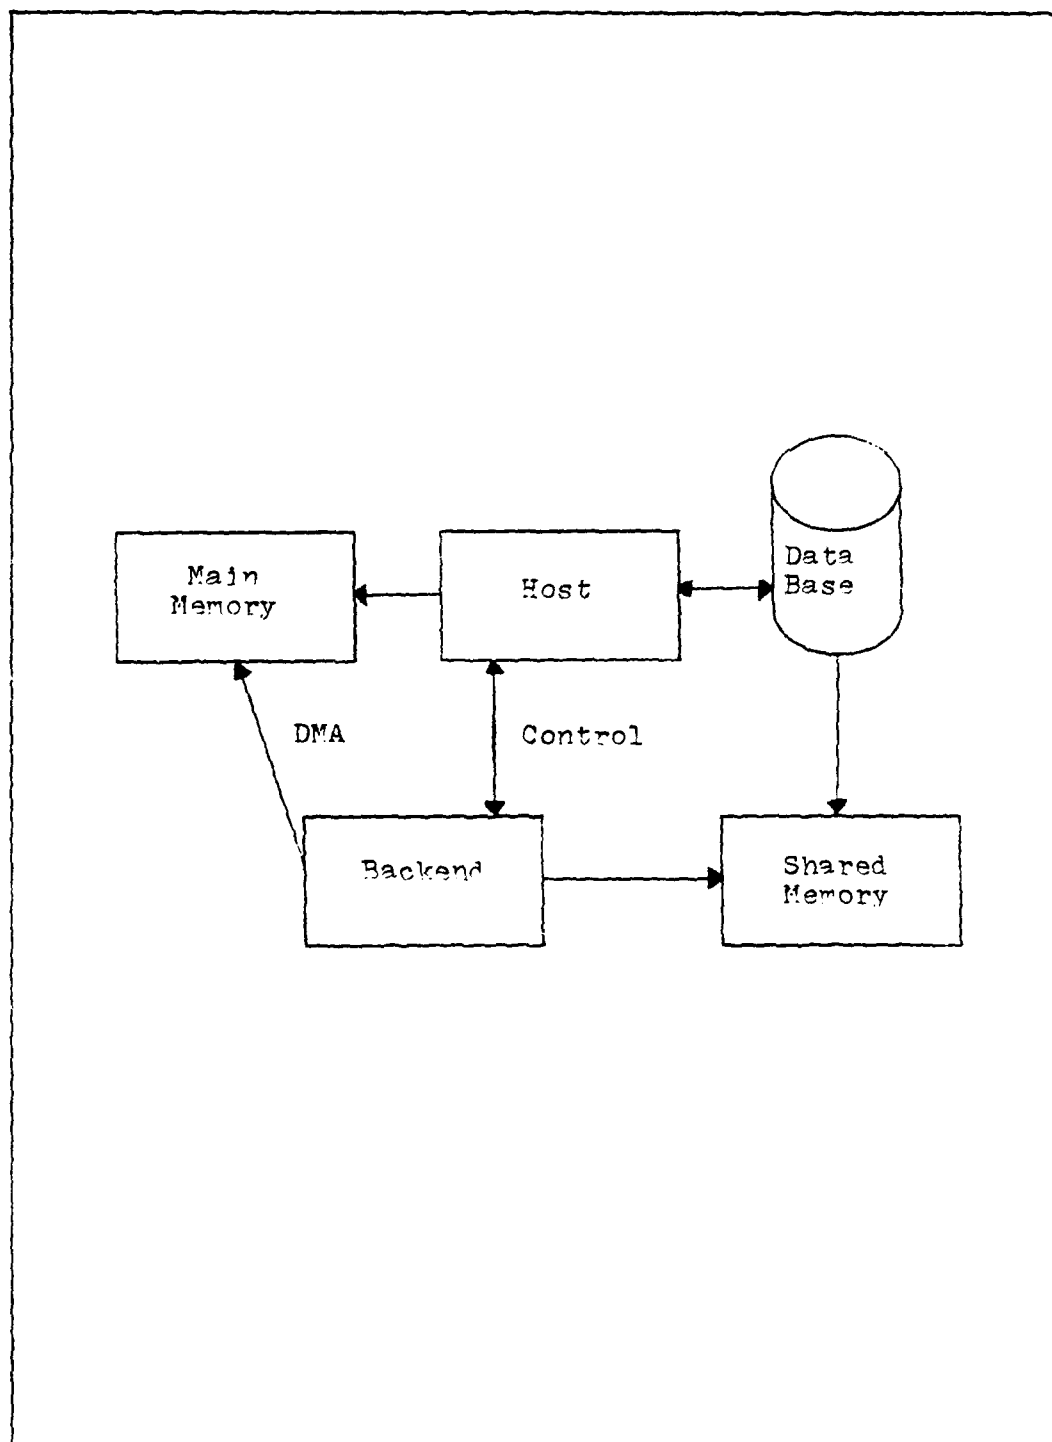 Main
Memory
Host
Data
Base
DMA
Control
Backend
Shared
Memory